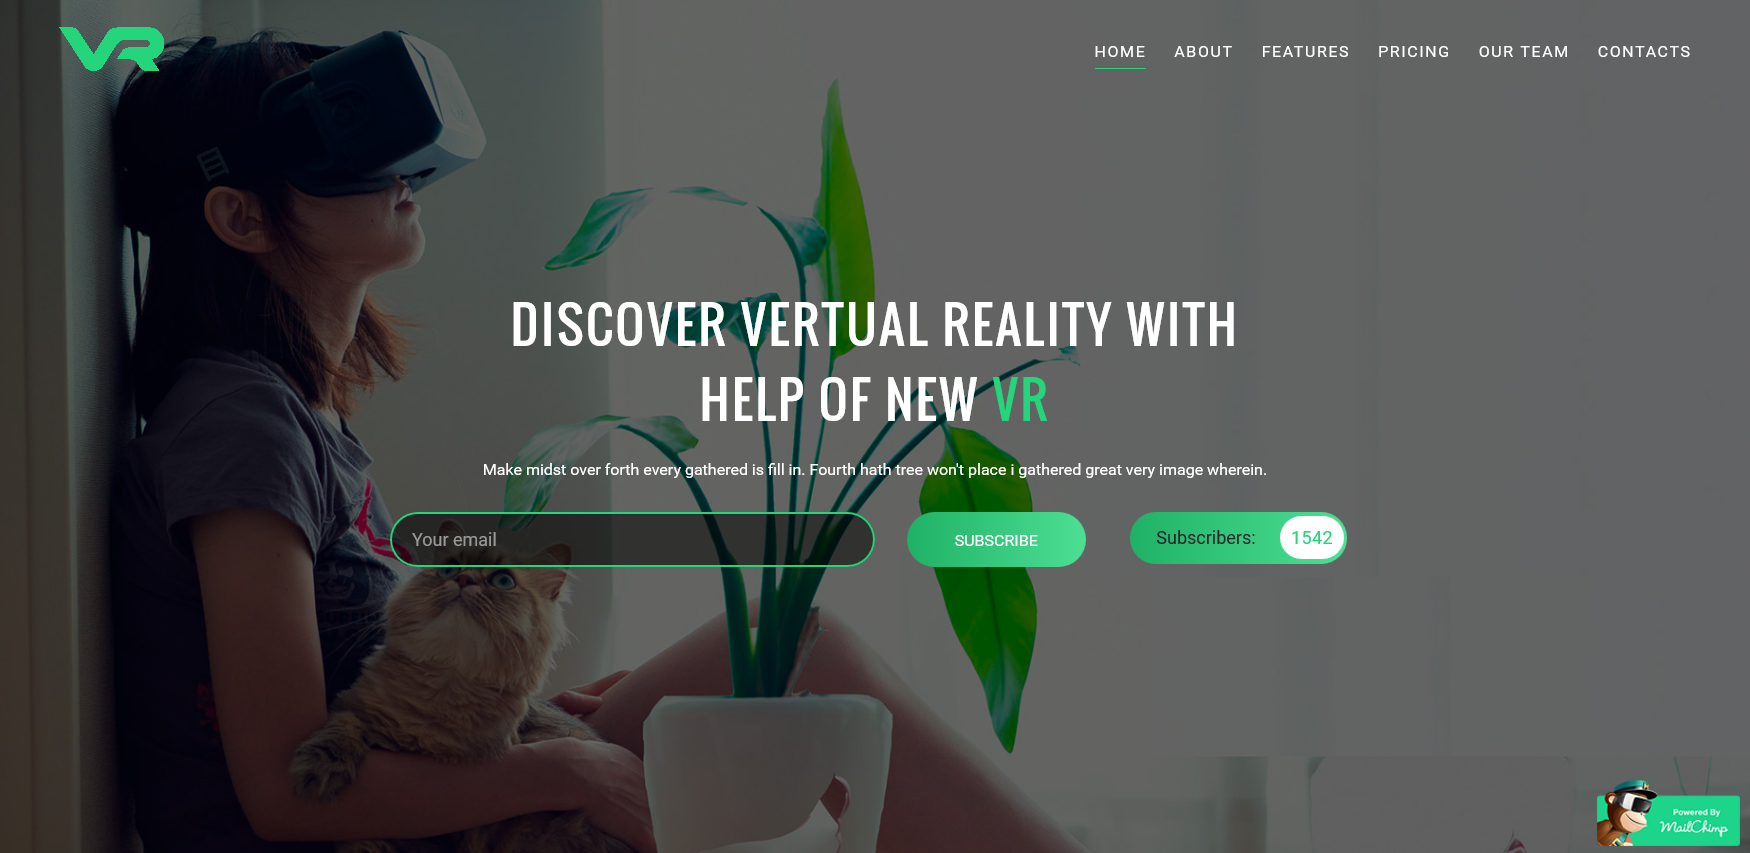 VR
HOME ABOUT FEATURES PRICING OUR TEAM CONTACTS
DISCOVER VERTUAL REALITY WITH
HELP OF NEW VR
Make midst over forth every gathered is fill in. Fourth hath tree won't place i gathered great very image wherein.
Your email SUBSCRIBE Subscribers: 1542
Powered By
MailChimp